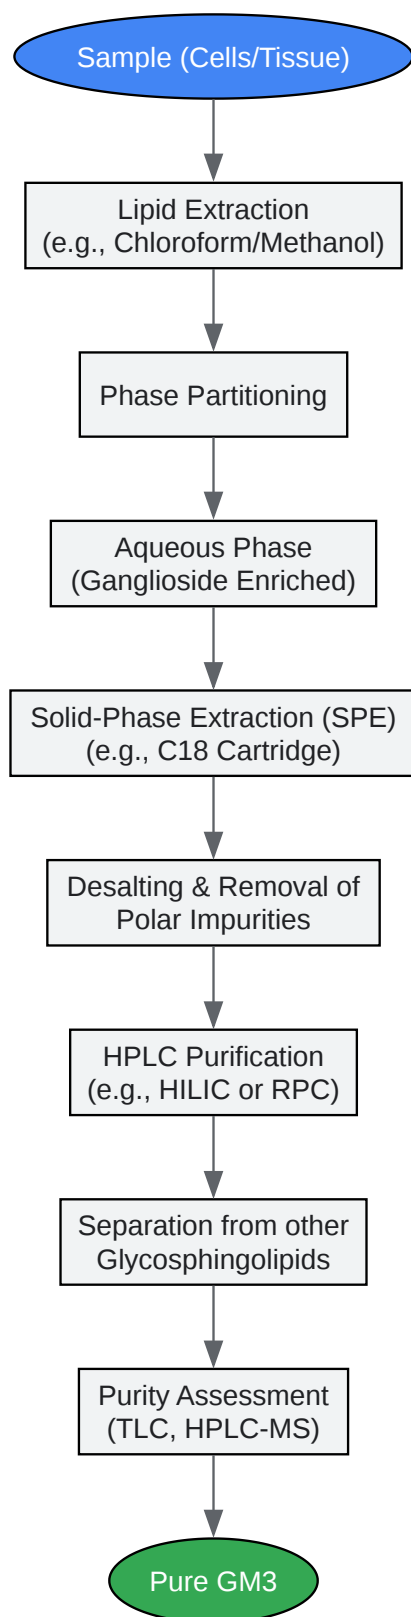 Sample (Cells/Tissue)
Lipid Extraction
(e.g., Chloroform/Methanol)
Phase Partitioning
Aqueous Phase
(Ganglioside Enriched)
Solid-Phase Extraction (SPE)
(e.g., C18 Cartridge)
Desalting & Removal of
Polar Impurities
HPLC Purification
(e.g., HILIC or RPC)
Separation from other
Glycosphingolipids
Purity Assessment
(TLC, HPLC-MS)
Pure GM3